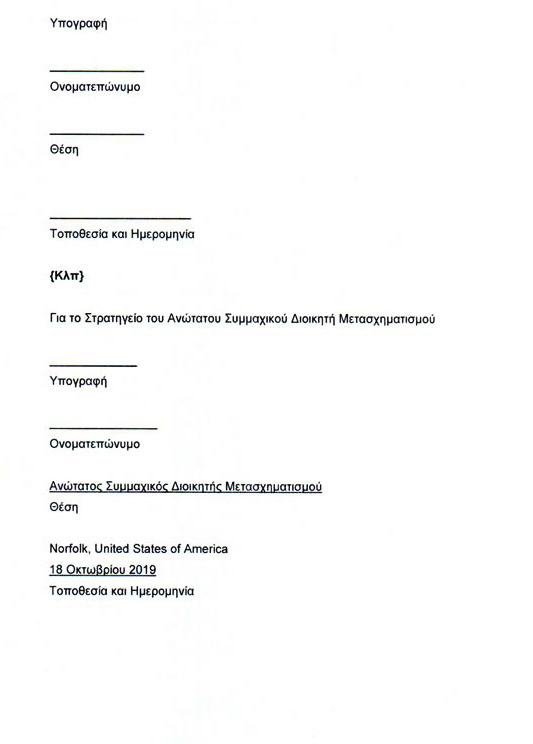 Υπογραφή
Ονοματεπώνυμο
Θέση
Τοποθεσία και Ημερομηνία
{Κλπ}
Για το Στρατηγείο του Ανώτατου Συμμαχικού Διοικητή Μετασχηματισμού
Υπογραφή
Ονοματεπώνυμο
Ανώτατος Συμμαχικός Διοικητής Μετασχηματισμού
Θέση
Norfolk, United States of America
18 Οκτωβρίου 2019
Τοποθεσία και Ημερομηνία